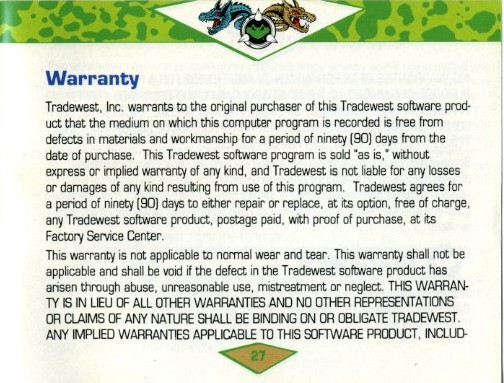 Warranty
Tradewest, Inc. warrants to the original purchaser of this Tradewest software prod-
uct that the medium on which this computer program is recorded is free from
defects in materials and workmanship for a period of ninety (90) days from the
date of purchase. This Tradewest software program is sold "as is," without
express or implied warranty of any kind, and Tradewest is not liable for any losses
or damages of any kind resulting from use of this program. Tradewest agrees for
a period of ninety (90) days to either repair or replace, at its option, free of charge,
any Tradewest software product, postage paid, with proof of purchase, at its
Factory Service Center.
This warranty is not applicable to normal wear and tear. This warranty shall not be
applicable and shall be void if the defect in the Tradewest software product has
arisen through abuse, unreasonable use, mistreatment or neglect. THIS WARRAN-
TY IS IN LIEU OF ALL OTHER WARRANTIES AND NO OTHER REPRESENTATIONS
OR CLAIMS OF ANY NATURE SHALL BE BINDING ON OR OBLIGATE TRADEWEST.
ANY IMPLIED WARRANTIES APPLICABLE TO THIS SOFTWARE PRODUCT, INCLUD-
27